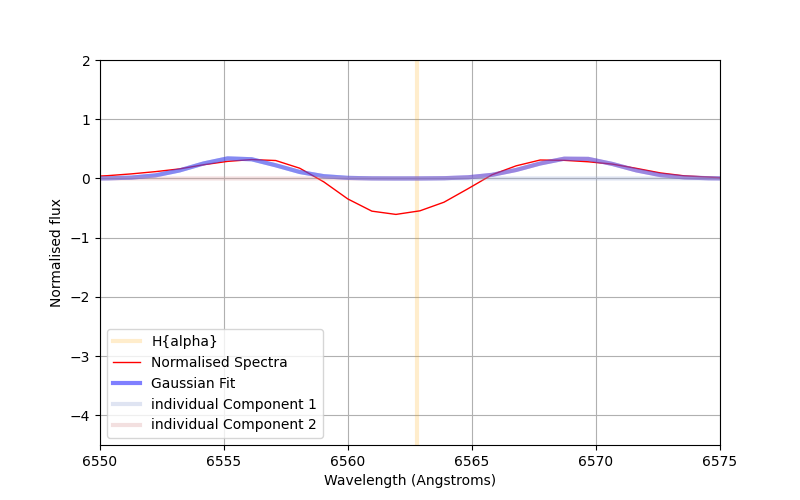 2
1
0
−1
−2
−3
−4
Normalised flux
H{alpha}
Normalised Spectra
Gaussian Fit
individual Component 1
individual Component 2
6550 6555 6560 6565 6570 6575
Wavelength (Angstroms)